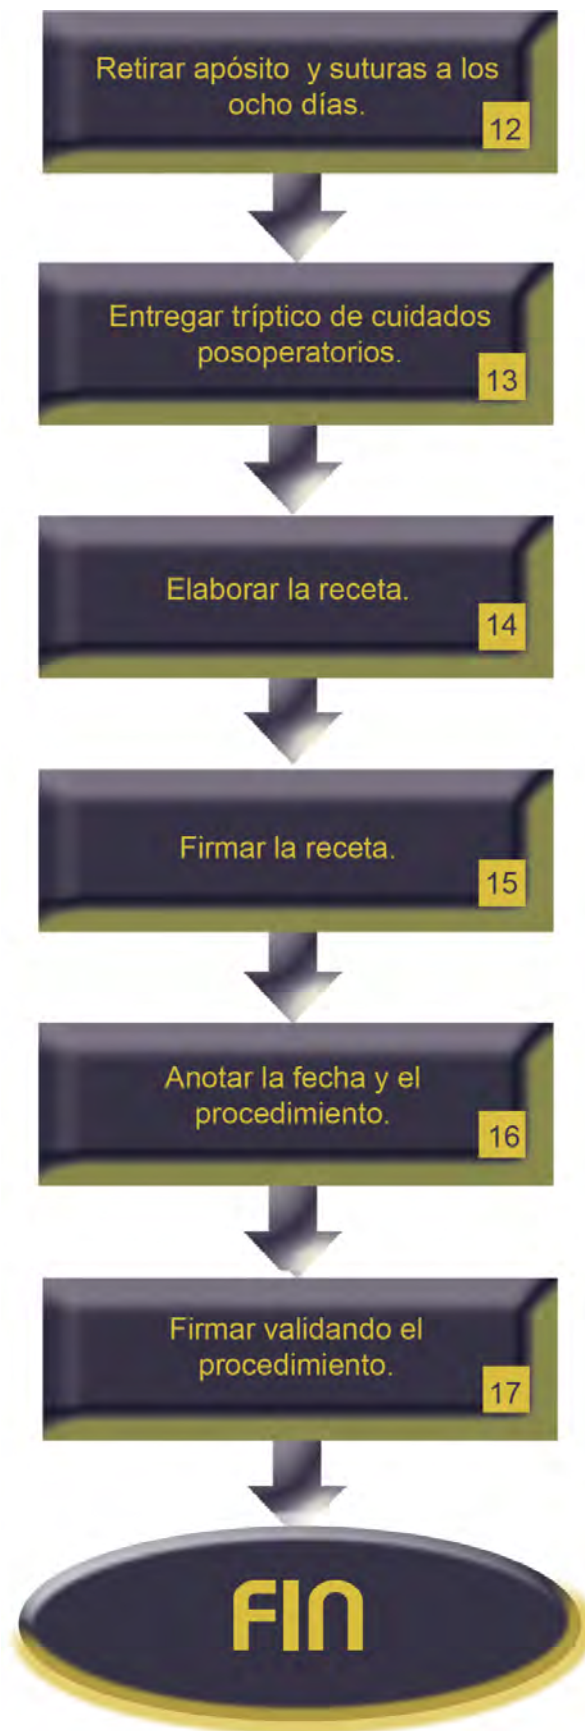 Retirar apósito y suturas a los
ocho días.
12
Entregar tríptico de cuidados
posoperatorios.
13
Elaborar la receta.
14
Firmar la receta.
15
Anotar la fecha y el
procedimiento.
16
Firmar validando el
procedimiento.
17
FIN